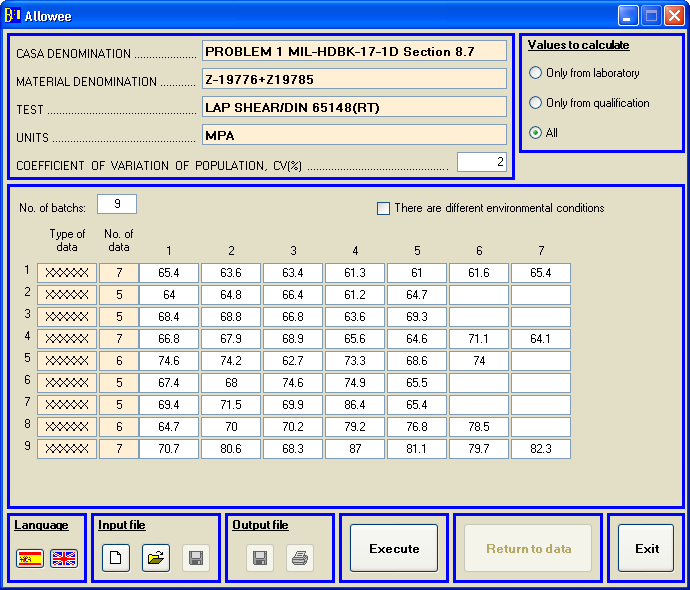 Allowee
CASA DENOMINATION .....................
PROBLEM 1 MIL-HDBK-17-1D Section 8.7
MATERIAL DENOMINATION ............
Z-19776+Z19785
TEST ..................................................
LAP SHEAR/DIN 65148(RT)
UNITS ................................................
MPA
COEFFICIENT OF VARIATION OF POPULATION, CV(%) ................................................
2
Values to calculate
Only from laboratory
Only from qualification
All
No. of batchs: 9
There are different environmental conditions
Type of data No. of data 1 2 3 4 5 6 7
1 XXXXXX 7 65.4 63.6 63.4 61.3 61 61.6 65.4
2 XXXXXX 5 64 64.8 66.4 61.2 64.7
3 XXXXXX 5 68.4 68.8 66.8 63.6 69.3
4 XXXXXX 7 66.8 67.9 68.9 65.6 64.6 71.1 64.1
5 XXXXXX 6 74.6 74.2 62.7 73.3 68.6 74
6 XXXXXX 5 67.4 68 74.6 74.9 65.5
7 XXXXXX 5 69.4 71.5 69.9 86.4 65.4
8 XXXXXX 6 64.7 70 70.2 79.2 76.8 78.5
9 XXXXXX 7 70.7 80.6 68.3 87 81.1 79.7 82.3
Language
Input file
Output file
Execute
Return to data
Exit